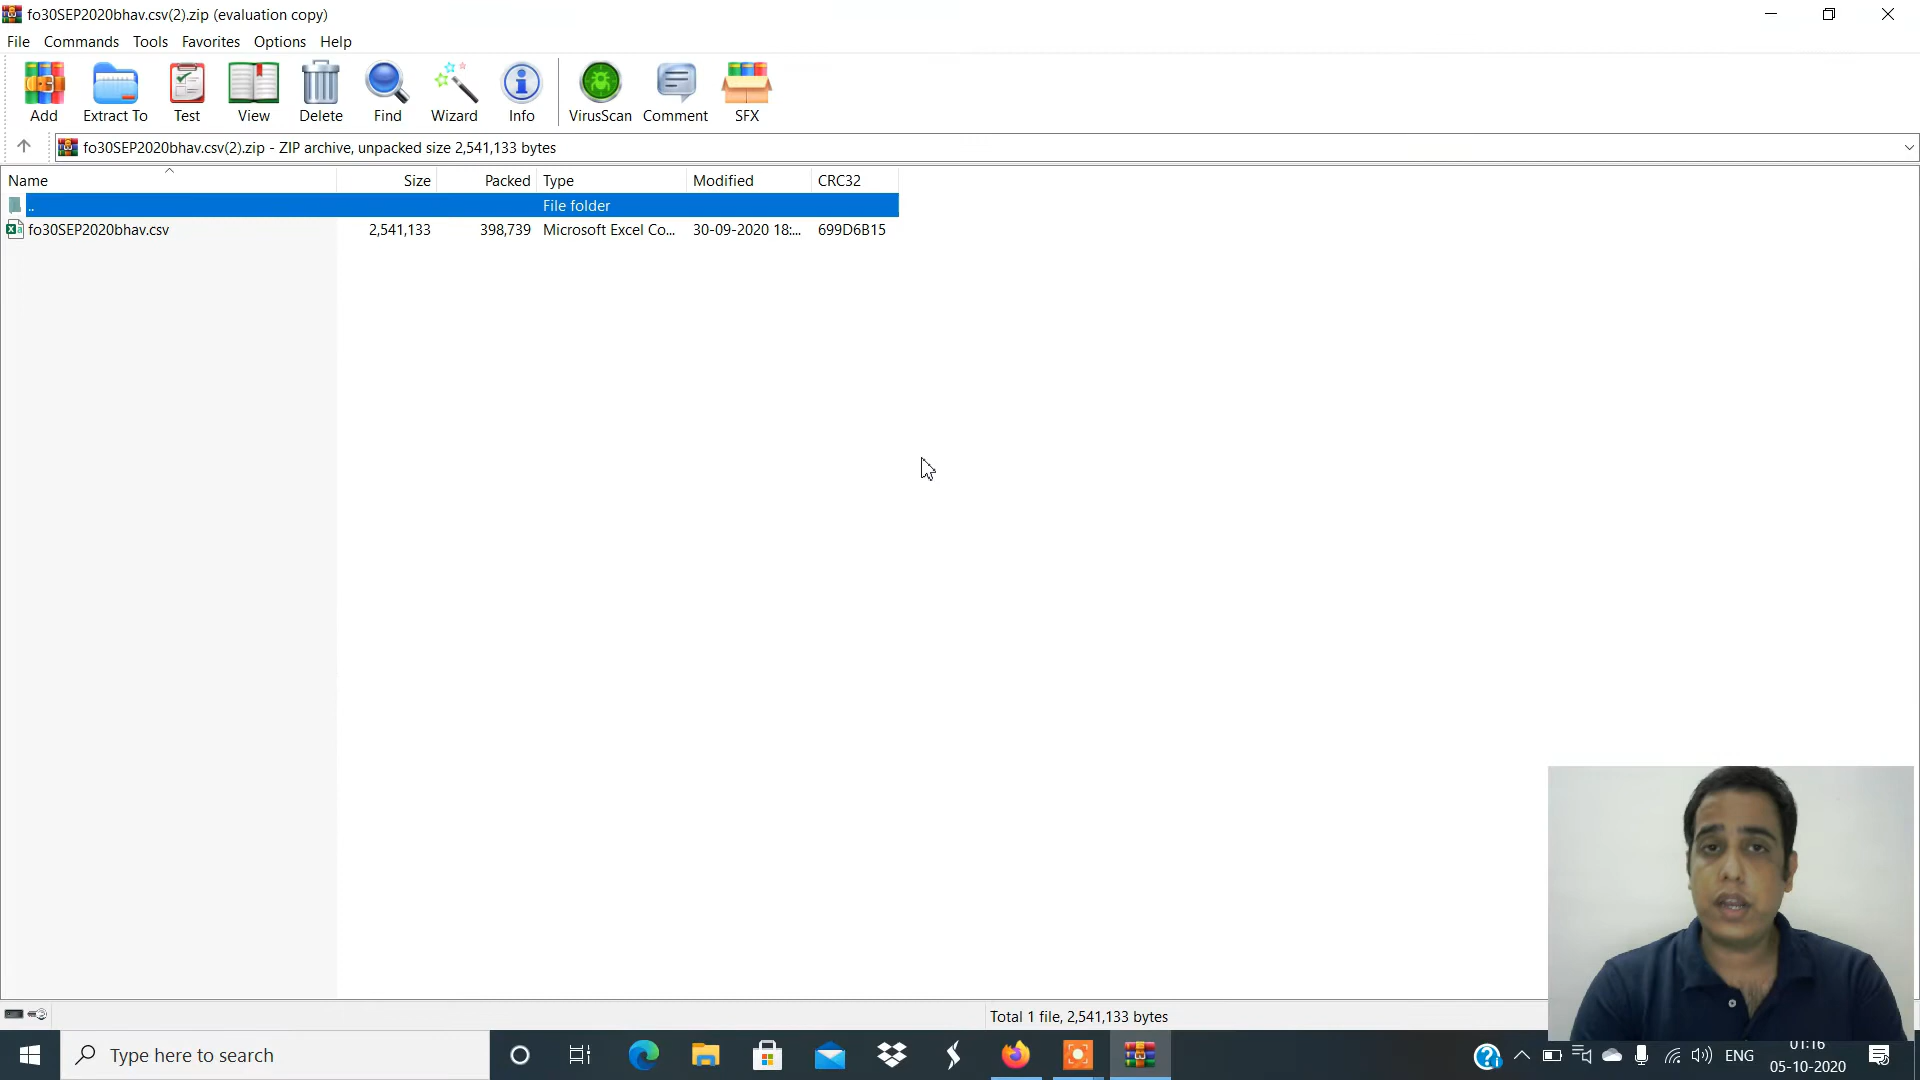 fo30SEP2020bhav.csv(2).zip (evaluation copy)
File Commands Tools Favorites Options Help
Add Extract To Test View Delete Find Wizard Info VirusScan Comment SFX
fo30SEP2020bhav.csv(2).zip - ZIP archive, unpacked size 2,541,133 bytes
Name Size Packed Type Modified CRC32
.. File folder
fo30SEP2020bhav.csv 2,541,133 398,739 Microsoft Excel Co... 30-09-2020 18:... 699D6B15
Total 1 file, 2,541,133 bytes
Type here to search
ENG
01:16
05-10-2020